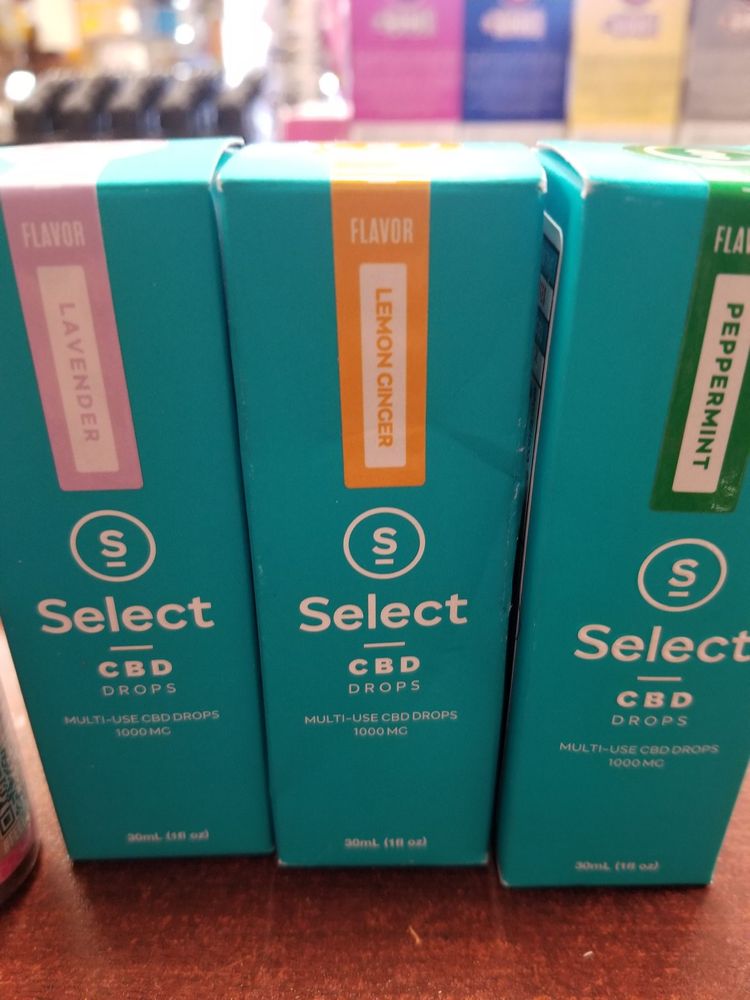 FLAVOR
LAVENDER
S
Select
CBD
DROPS
MULTI-USE CBD DROPS
1000 MG
30mL (1fl oz)
FLAVOR
LEMON GINGER
S
Select
CBD
DROPS
MULTI-USE CBD DROPS
1000 MG
30mL (1fl oz)
FLAV
PEPPERMINT
S
Select
CBD
DROPS
MULTI-USE CBD DROPS
1000 MG
30mL (1fl oz)